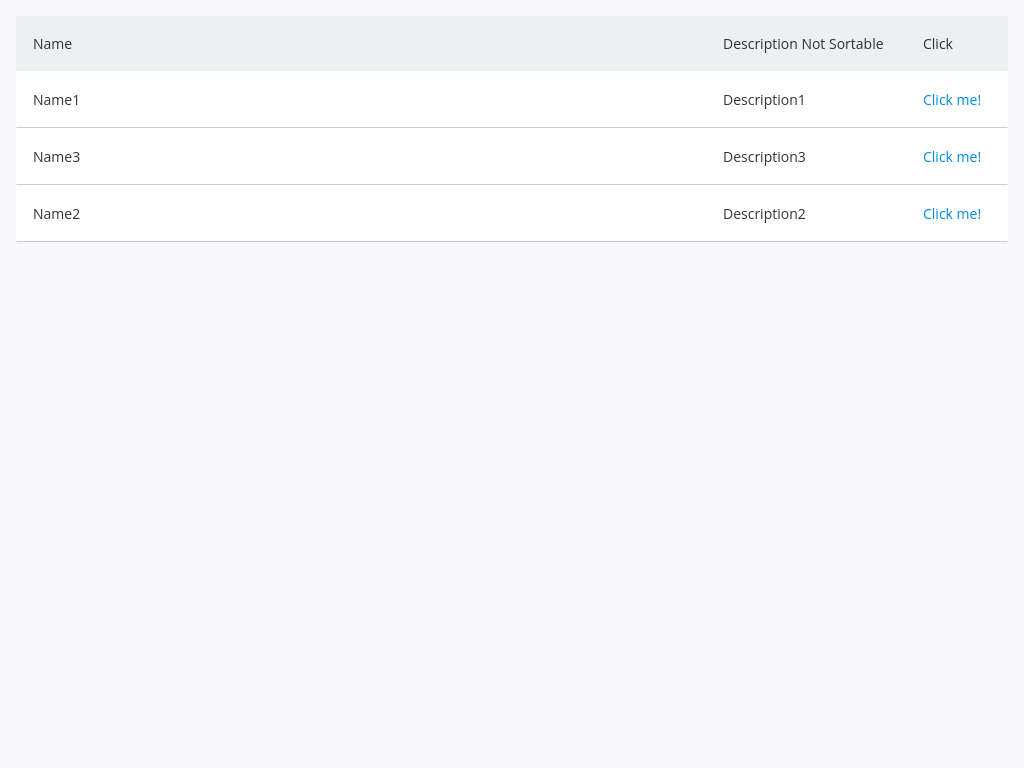 Name Description Not Sortable Click
Name1 Description1 Click me!
Name3 Description3 Click me!
Name2 Description2 Click me!